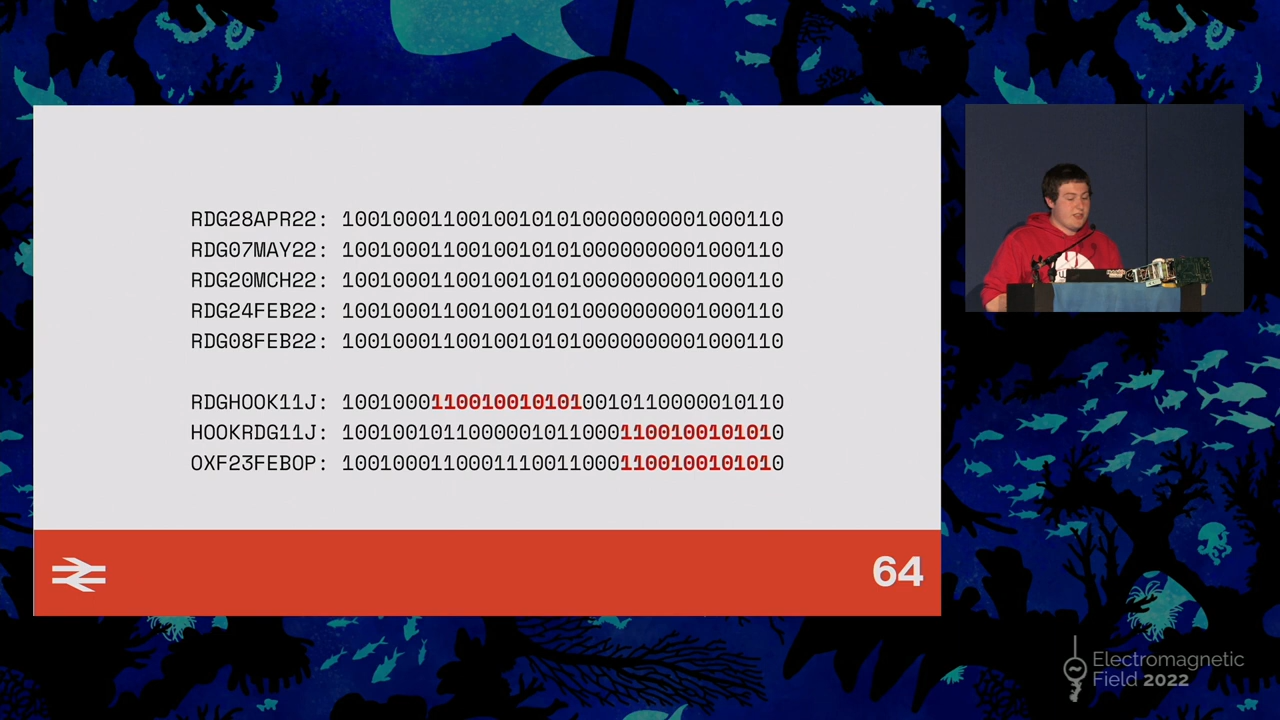 RDG28APR22: 10010001100100101010000000001000110
RDG07MAY22: 10010001100100101010000000001000110
RDG20MCH22: 10010001100100101010000000001000110
RDG24FEB22: 10010001100100101010000000001000110
RDG08FEB22: 10010001100100101010000000001000110
RDGHOOK11J: 10010001100100101010010110000010110
HOOKRDG11J: 10010010110000010110001100100101010
OXF23FEBOP: 10010001100011100110001100100101010
64
Electromagnetic
Field 2022